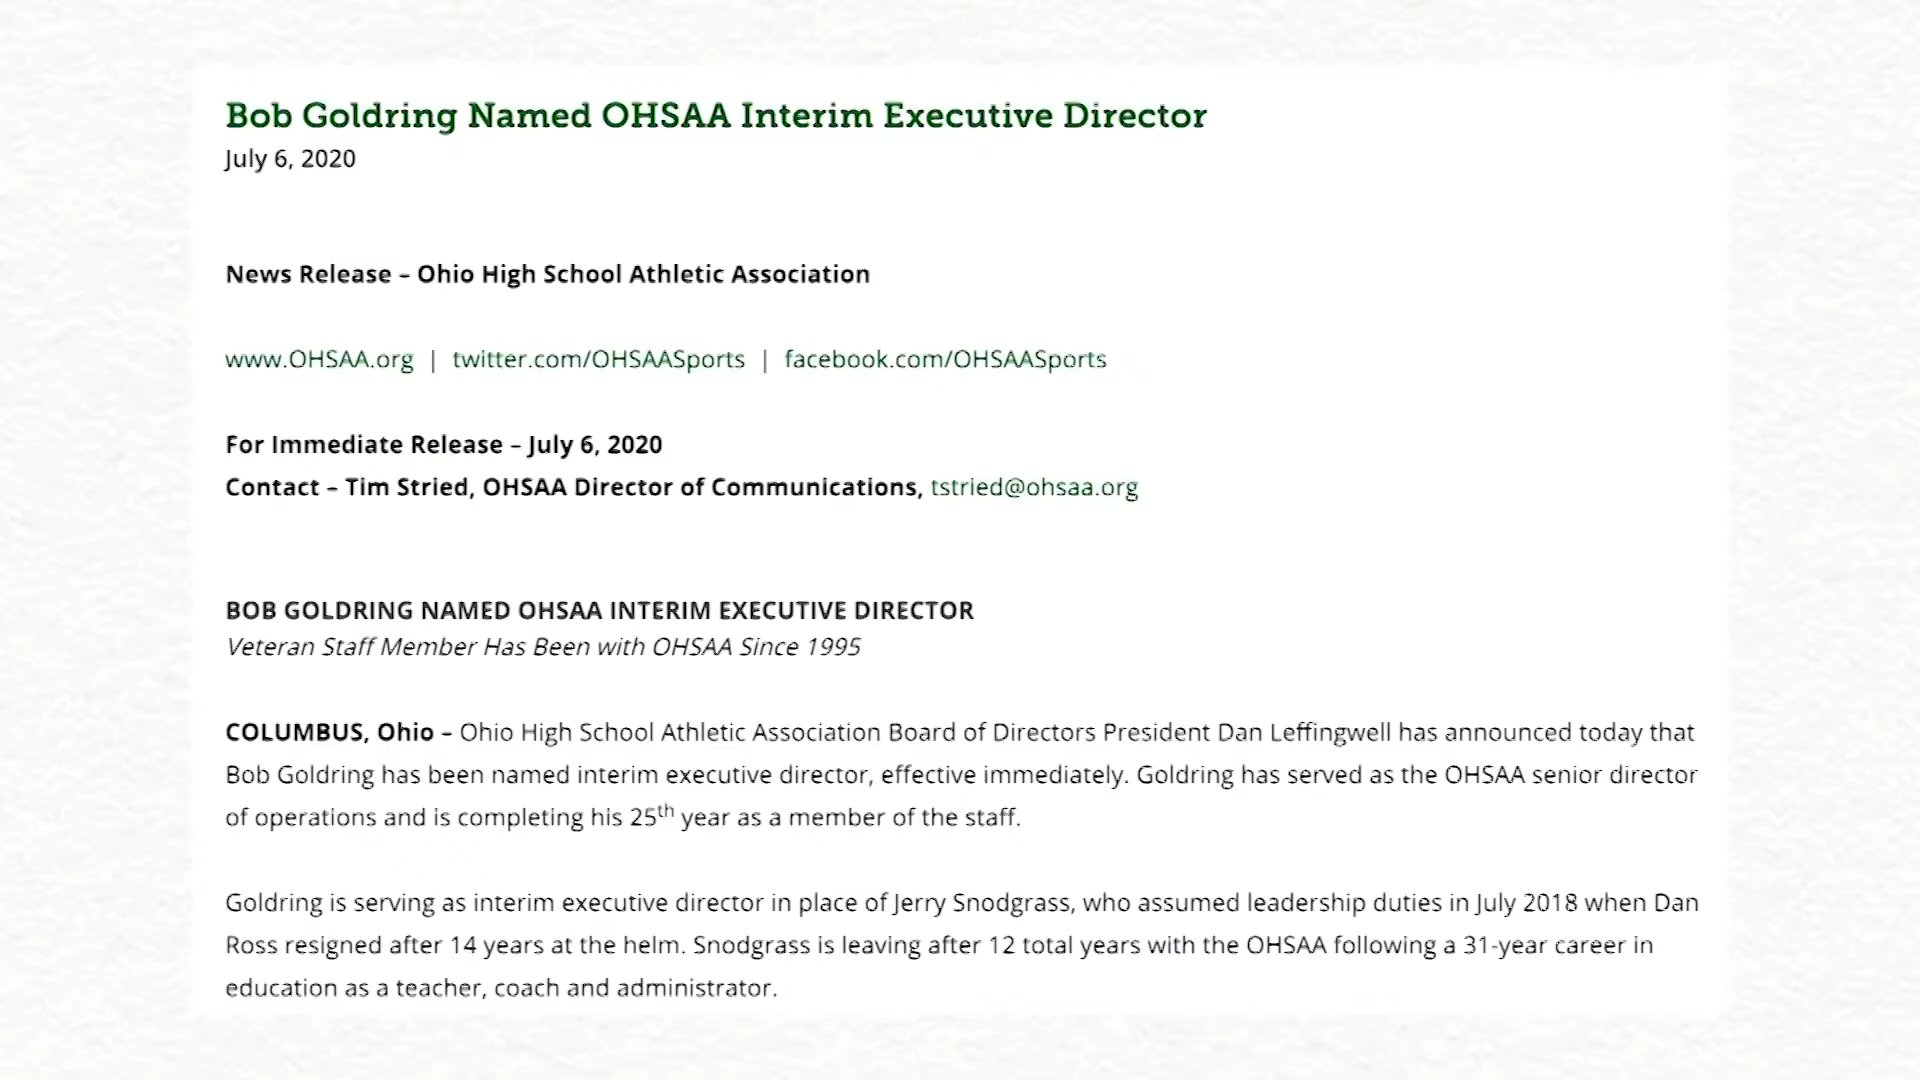 Bob Goldring Named OHSAA Interim Executive Director
July 6, 2020
News Release – Ohio High School Athletic Association
www.OHSAA.org | twitter.com/OHSAASports | facebook.com/OHSAASports
For Immediate Release – July 6, 2020
Contact – Tim Stried, OHSAA Director of Communications, tstried@ohsaa.org
BOB GOLDRING NAMED OHSAA INTERIM EXECUTIVE DIRECTOR
Veteran Staff Member Has Been with OHSAA Since 1995
COLUMBUS, Ohio – Ohio High School Athletic Association Board of Directors President Dan Leffingwell has announced today that
Bob Goldring has been named interim executive director, effective immediately. Goldring has served as the OHSAA senior director
of operations and is completing his 25th year as a member of the staff.
Goldring is serving as interim executive director in place of Jerry Snodgrass, who assumed leadership duties in July 2018 when Dan
Ross resigned after 14 years at the helm. Snodgrass is leaving after 12 total years with the OHSAA following a 31-year career in
education as a teacher, coach and administrator.